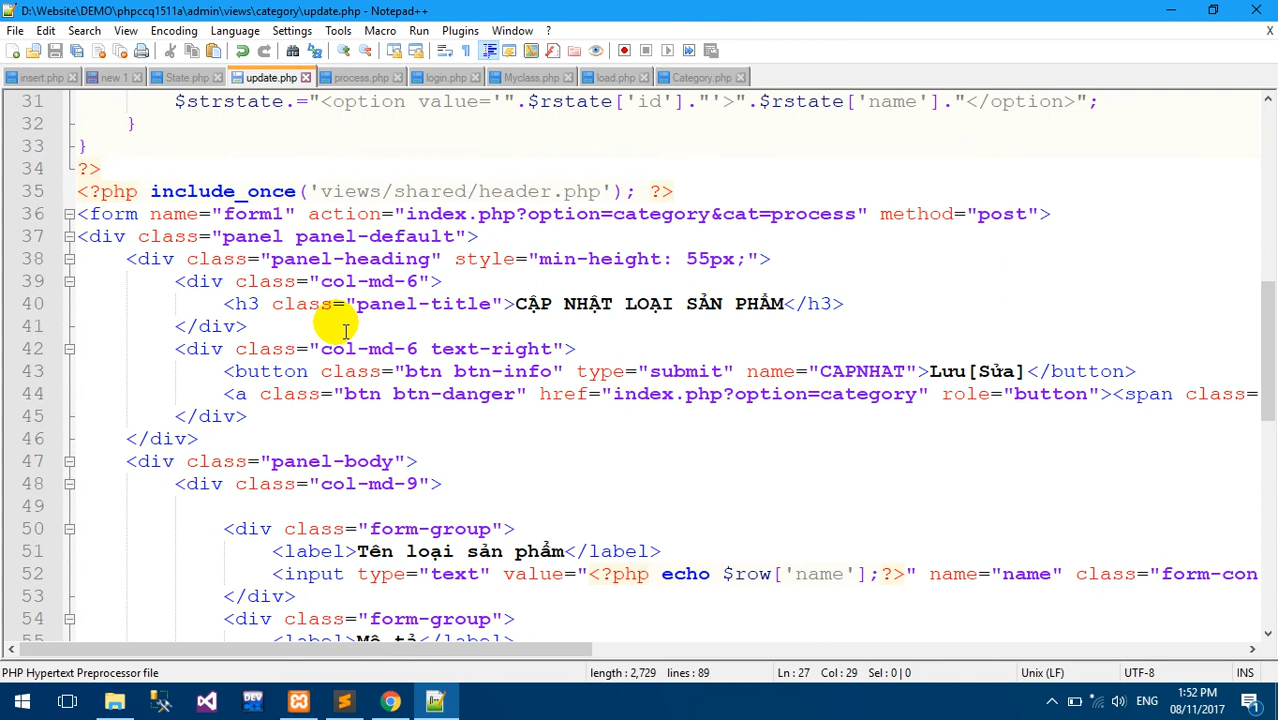 D:\Website\DEMO\phpccq1511a\admin\views\category\update.php - Notepad++
File Edit Search View Encoding Language Settings Tools Macro Run Plugins Window ?
insert.php new 1 State.php update.php process.php login.php Myclass.php load.php Category.php
31 $strstate.="<option value='".$rstate['id']."'>".$rstate['name']."</option>";
32 }
33 }
34 ?>
35 <?php include_once('views/shared/header.php'); ?>
36 <form name="form1" action="index.php?option=category&cat=process" method="post">
37 <div class="panel panel-default">
38 <div class="panel-heading" style="min-height: 55px;">
39 <div class="col-md-6">
40 <h3 class="panel-title">CẬP NHẬT LOẠI SẢN PHẨM</h3>
41 </div>
42 <div class="col-md-6 text-right">
43 <button class="btn btn-info" type="submit" name="CAPNHAT">Lưu[Sửa]</button>
44 <a class="btn btn-danger" href="index.php?option=category" role="button"><span class=
45 </div>
46 </div>
47 <div class="panel-body">
48 <div class="col-md-9">
49
50 <div class="form-group">
51 <label>Tên loại sản phẩm</label>
52 <input type="text" value="<?php echo $row['name'];?>" name="name" class="form-con
53 </div>
54 <div class="form-group">
55 <label>Mô tả</label>
PHP Hypertext Preprocessor file length : 2,729 lines : 89 Ln : 27 Col : 29 Sel : 0 | 0 Unix (LF) UTF-8 INS
ENG 1:52 PM
08/11/2017